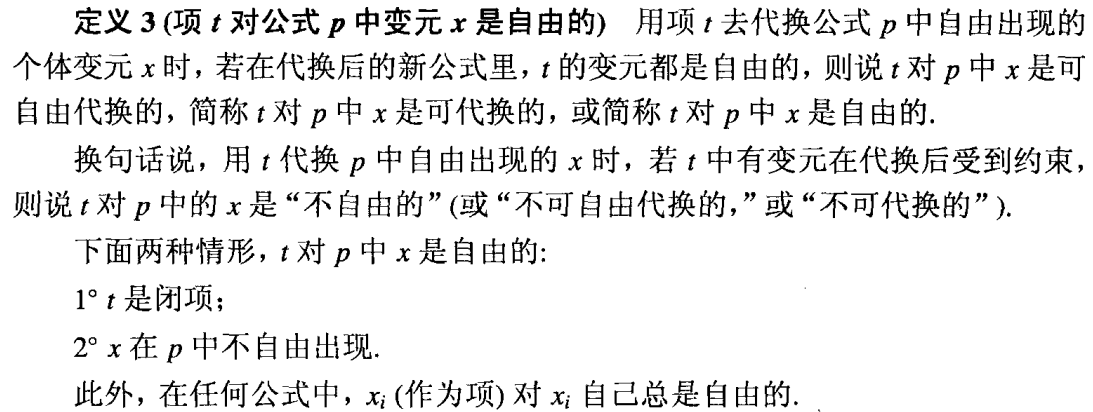 定义 3 (项 t 对公式 p 中变元 x 是自由的) 用项 t 去代换公式 p 中自由出现的
个体变元 x 时, 若在代换后的新公式里, t 的变元都是自由的, 则说 t 对 p 中 x 是可
自由代换的, 简称 t 对 p 中 x 是可代换的, 或简称 t 对 p 中 x 是自由的.
换句话说, 用 t 代换 p 中自由出现的 x 时, 若 t 中有变元在代换后受到约束,
则说 t 对 p 中的 x 是“不自由的” (或“不可自由代换的,”或“不可代换的”).
下面两种情形, t 对 p 中 x 是自由的:
1° t 是闭项;
2° x 在 p 中不自由出现.
此外, 在任何公式中, xᵢ (作为项) 对 xᵢ 自己总是自由的.